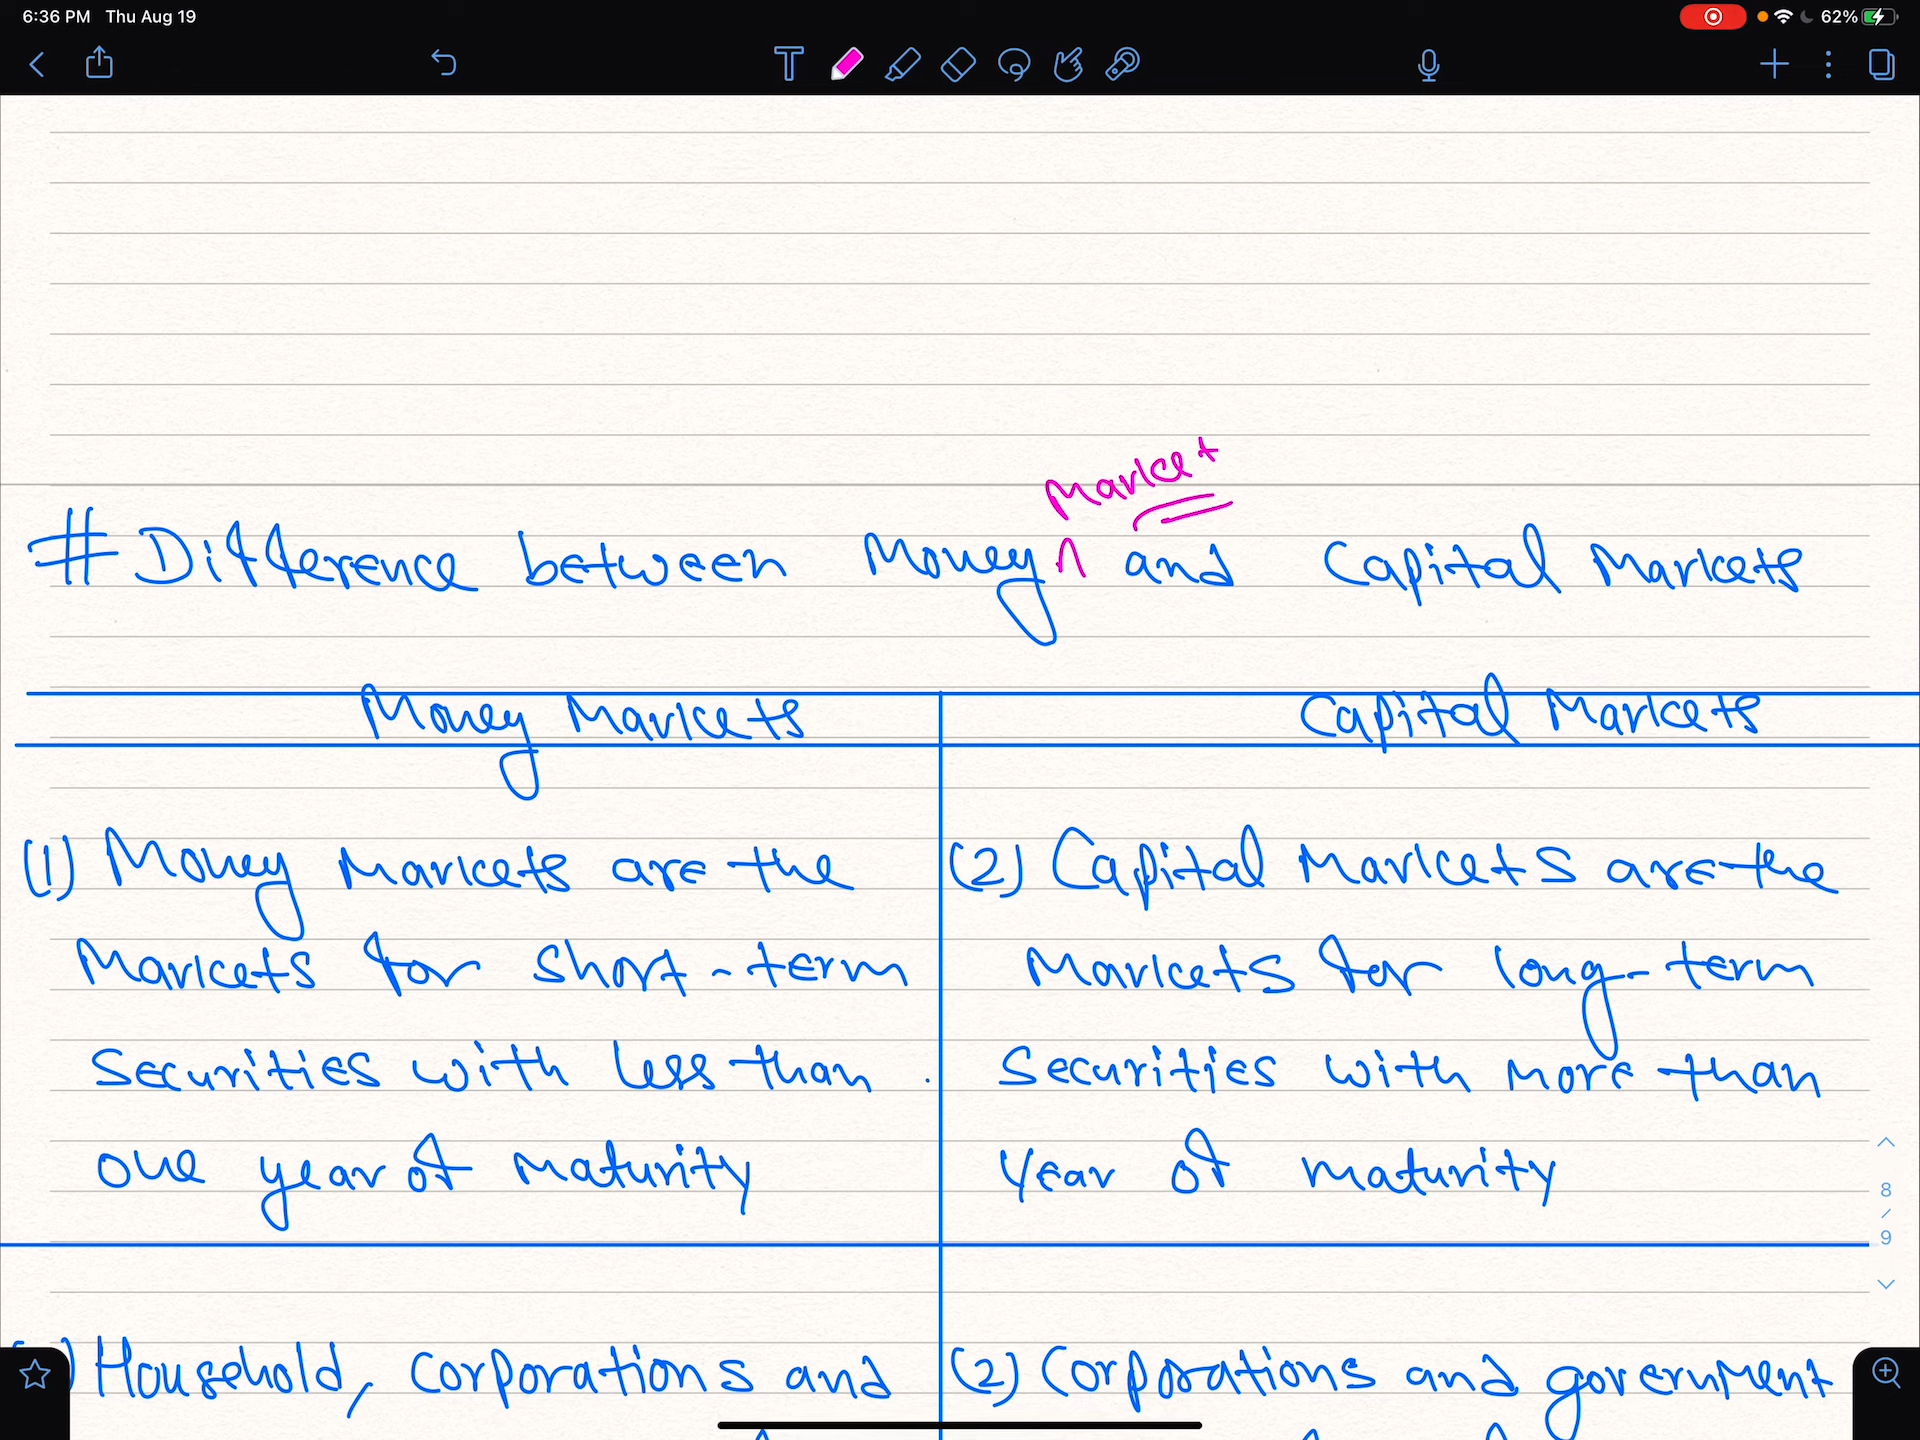 6:36 PM Thu Aug 19
62%
Market
# Difference between Money ^ and Capital Markets
Money Markets
Capital Markets
(1) Money Markets are the
Markets for short-term
securities with less than
one year of maturity
(2) Capital Markets are the
Markets for long-term
securities with more than
Year of maturity
8
/
9
) Household, corporations and
(2) Corporations and government